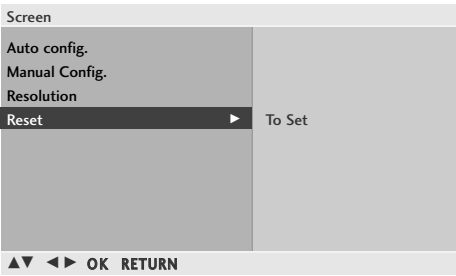 Screen
Auto config.
Manual Config.
Resolution
Reset ► To Set
▲▼ ◄► OK RETURN